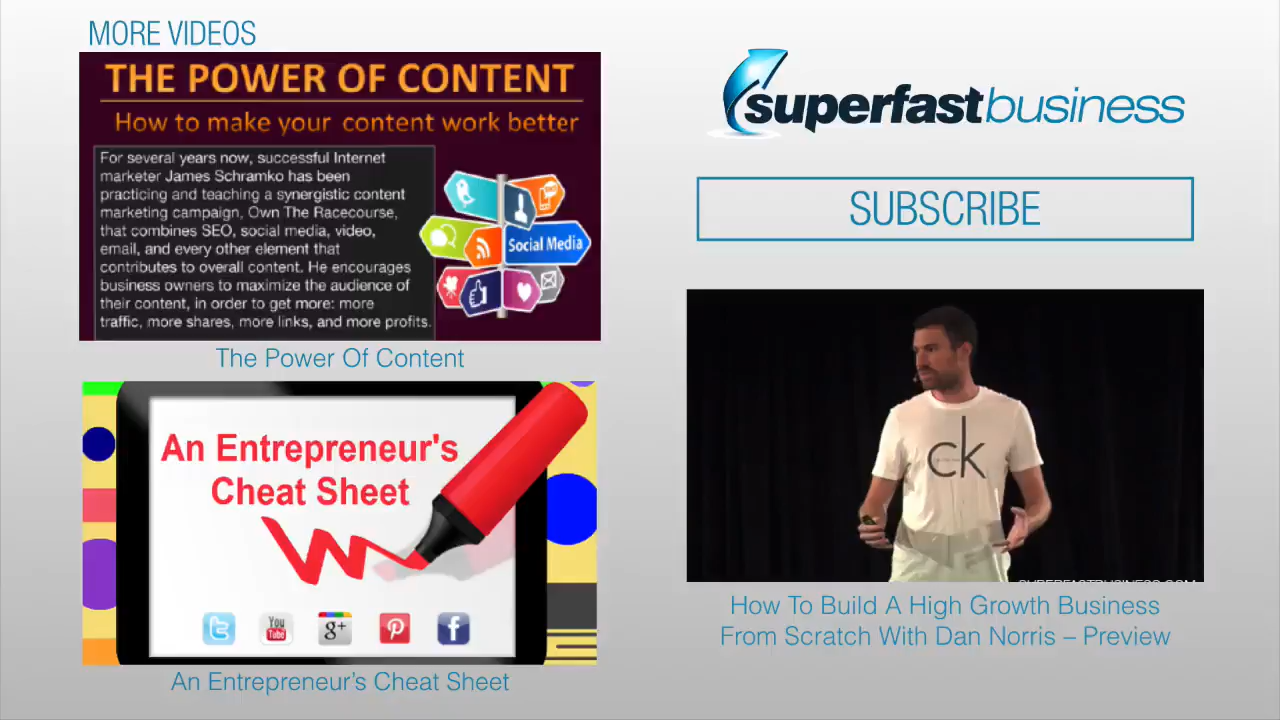 MORE VIDEOS
THE POWER OF CONTENT
How to make your content work better
For several years now, successful Internet
marketer James Schramko has been
practicing and teaching a synergistic content
marketing campaign, Own The Racecourse,
that combines SEO, social media, video,
email, and every other element that
contributes to overall content. He encourages
business owners to maximize the audience of
their content, in order to get more: more
traffic, more shares, more links, and more profits.
Social Media
The Power Of Content
An Entrepreneur's
Cheat Sheet
You
Tube
g+
An Entrepreneur's Cheat Sheet
superfastbusiness
SUBSCRIBE
ck
SUPERFASTBUSINESS.COM
How To Build A High Growth Business
From Scratch With Dan Norris – Preview